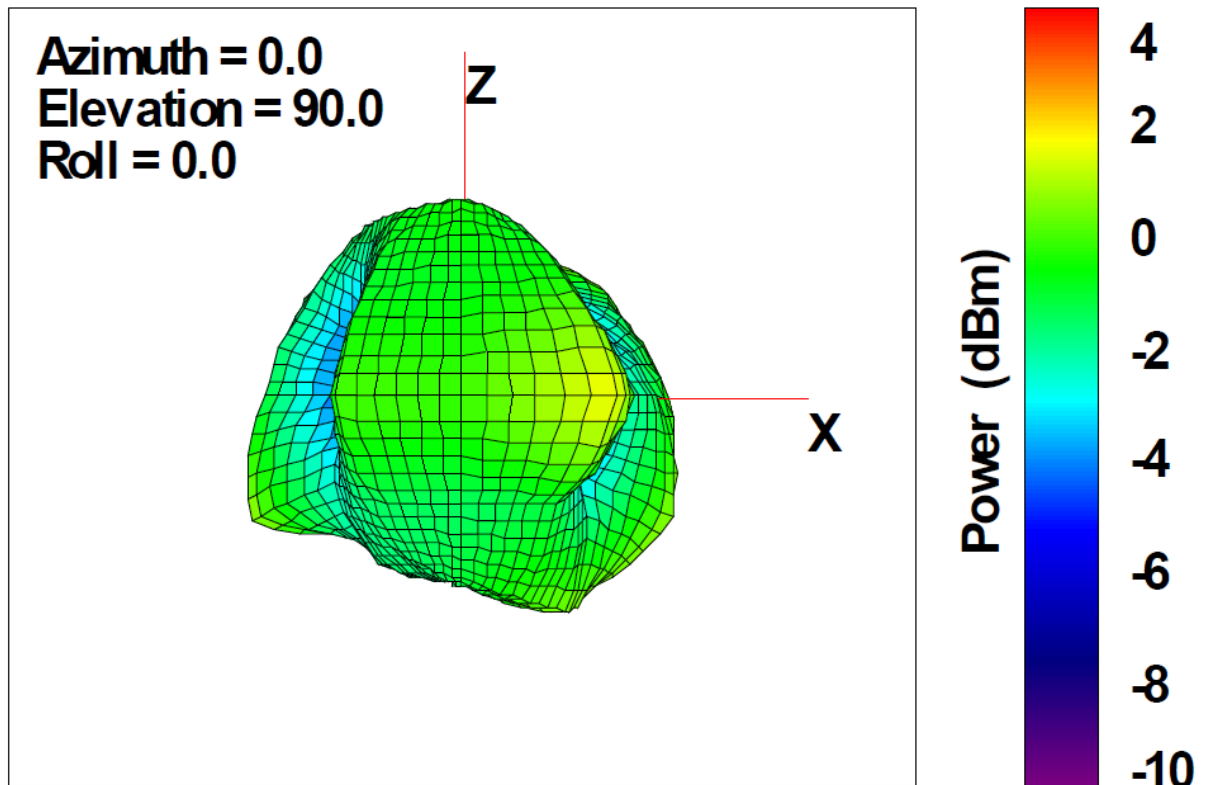 Azimuth = 0.0
Elevation = 90.0
Roll = 0.0
Z
X
Power (dBm)
4
2
0
-2
-4
-6
-8
-10